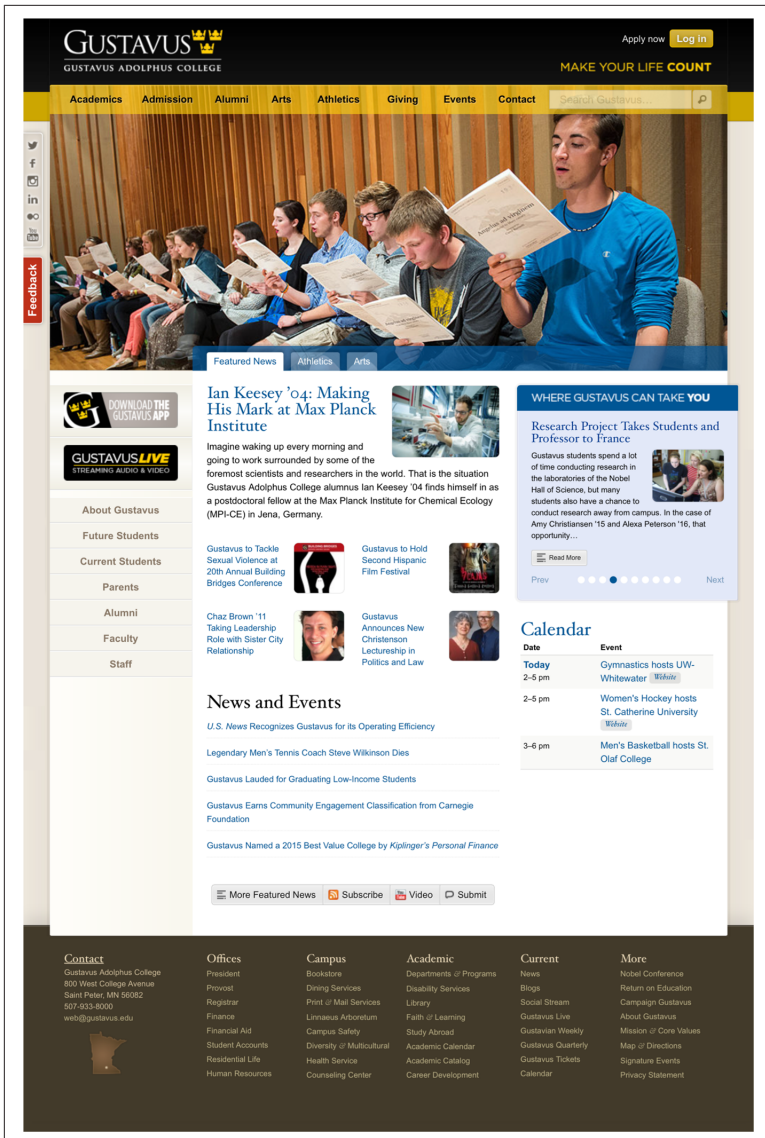 GUSTAVUS
GUSTAVUS ADOLPHUS COLLEGE
Apply now
Log in
MAKE YOUR LIFE COUNT
Academics
Admission
Alumni
Arts
Athletics
Giving
Events
Contact
Search Gustavus...
You Tube
Feedback
Angelus ad virginem
Featured News
Athletics
Arts
DOWNLOAD THE
GUSTAVUS APP
GUSTAVUS LIVE
STREAMING AUDIO & VIDEO
About Gustavus
Future Students
Current Students
Parents
Alumni
Faculty
Staff
Ian Keesey ’04: Making
His Mark at Max Planck
Institute
Imagine waking up every morning and
going to work surrounded by some of the
foremost scientists and researchers in the world. That is the situation
Gustavus Adolphus College alumnus Ian Keesey ’04 finds himself in as
a postdoctoral fellow at the Max Planck Institute for Chemical Ecology
(MPI-CE) in Jena, Germany.
Gustavus to Tackle
Sexual Violence at
20th Annual Building
Bridges Conference
Gustavus to Hold
Second Hispanic
Film Festival
Chaz Brown ’11
Taking Leadership
Role with Sister City
Relationship
Gustavus
Announces New
Christenson
Lectureship in
Politics and Law
News and Events
U.S. News Recognizes Gustavus for its Operating Efficiency
Legendary Men’s Tennis Coach Steve Wilkinson Dies
Gustavus Lauded for Graduating Low-Income Students
Gustavus Earns Community Engagement Classification from Carnegie
Foundation
Gustavus Named a 2015 Best Value College by Kiplinger’s Personal Finance
More Featured News
Subscribe
Video
Submit
WHERE GUSTAVUS CAN TAKE YOU
Research Project Takes Students and
Professor to France
Gustavus students spend a lot
of time conducting research in
the laboratories of the Nobel
Hall of Science, but many
students also have a chance to
conduct research away from campus. In the case of
Amy Christiansen '15 and Alexa Peterson '16, that
opportunity…
Read More
Prev
Next
Calendar
Date Event
Today
2–5 pm
Gymnastics hosts UW-
Whitewater Website
2–5 pm
Women's Hockey hosts
St. Catherine University
Website
3–6 pm
Men's Basketball hosts St.
Olaf College
Contact
Gustavus Adolphus College
800 West College Avenue
Saint Peter, MN 56082
507-933-8000
web@gustavus.edu
Offices
President
Provost
Registrar
Finance
Financial Aid
Student Accounts
Residential Life
Human Resources
Campus
Bookstore
Dining Services
Print & Mail Services
Linnaeus Arboretum
Campus Safety
Diversity & Multicultural
Health Service
Counseling Center
Academic
Departments & Programs
Disability Services
Library
Faith & Learning
Study Abroad
Academic Calendar
Academic Catalog
Career Development
Current
News
Blogs
Social Stream
Gustavus Live
Gustavian Weekly
Gustavus Quarterly
Gustavus Tickets
Calendar
More
Nobel Conference
Return on Education
Campaign Gustavus
About Gustavus
Mission & Core Values
Map & Directions
Signature Events
Privacy Statement